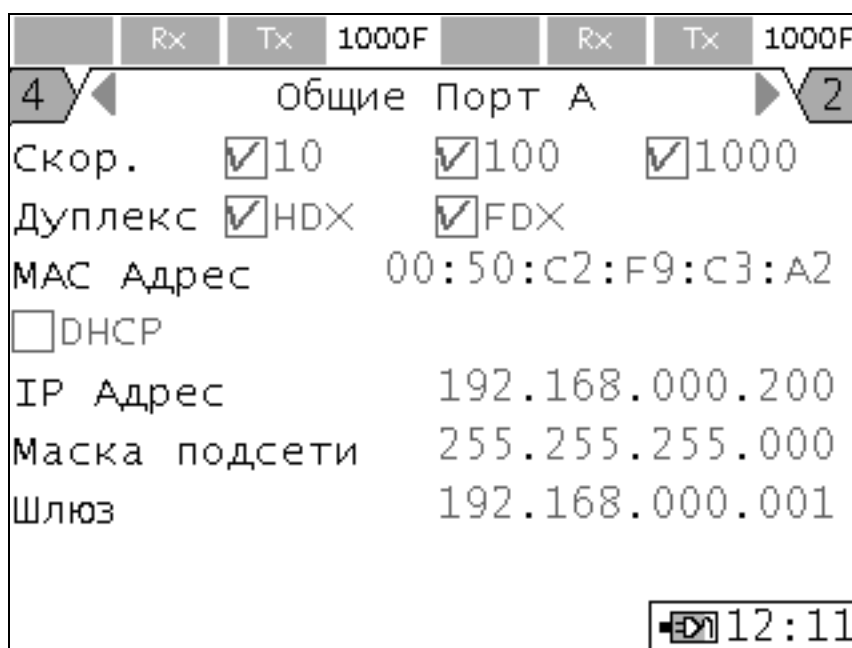 Rx Tx 1000F Rx Tx 1000F
4 Общие Порт A 2
Скор. 10 100 1000
Дуплекс HDX FDX
MAC Адрес 00:50:C2:F9:C3:A2
DHCP
IP Адрес 192.168.000.200
Маска подсети 255.255.255.000
Шлюз 192.168.000.001
12:11